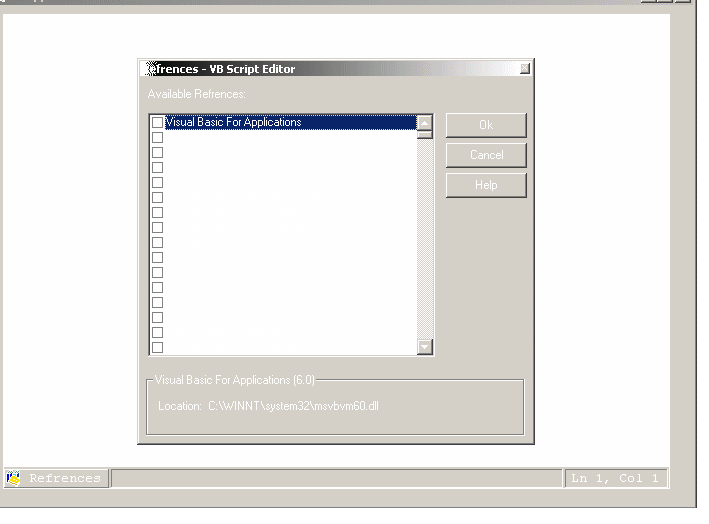 efrences - VB Script Editor
Available Refrences:
Visual Basic For Applications
Ok
Cancel
Help
Visual Basic For Applications (6.0)
Location: C:\WINNT\system32\msvbvm60.dll
Refrences
Ln 1, Col 1